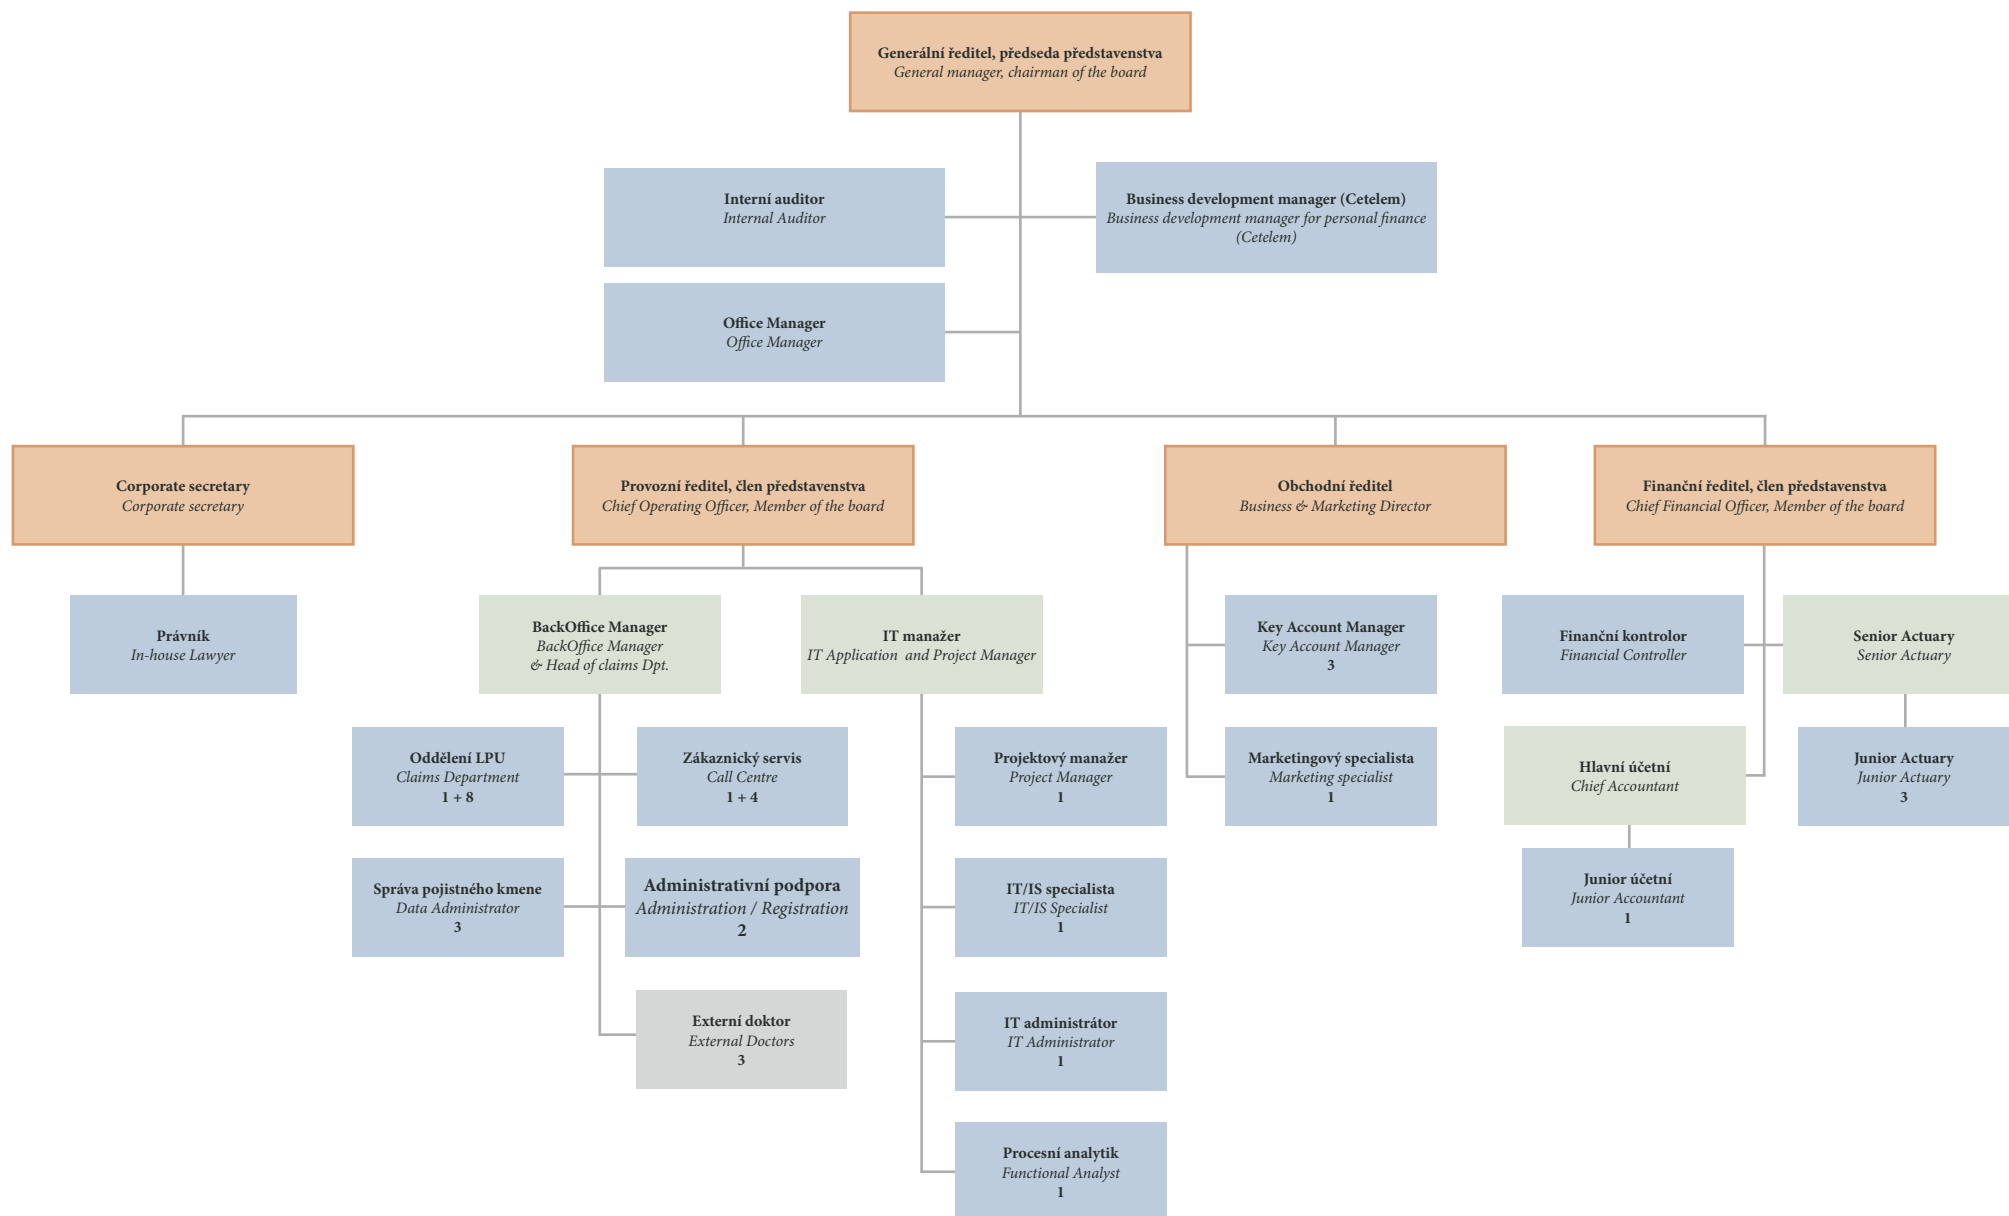 Generální ředitel, předseda představenstva
General manager, chairman of the board
Interní auditor
Internal Auditor
Business development manager (Cetelem)
Business development manager for personal finance
(Cetelem)
Office Manager
Office Manager
Corporate secretary
Corporate secretary
Provozní ředitel, člen představenstva
Chief Operating Officer, Member of the board
Obchodní ředitel
Business & Marketing Director
Finanční ředitel, člen představenstva
Chief Financial Officer, Member of the board
Právník
In-house Lawyer
BackOffice Manager
BackOffice Manager
& Head of claims Dpt.
IT manažer
IT Application and Project Manager
Key Account Manager
Key Account Manager
3
Finanční kontrolor
Financial Controller
Senior Actuary
Senior Actuary
Oddělení LPU
Claims Department
1 + 8
Zákaznický servis
Call Centre
1 + 4
Projektový manažer
Project Manager
1
Marketingový specialista
Marketing specialist
1
Hlavní účetní
Chief Accountant
Junior Actuary
Junior Actuary
3
Správa pojistného kmene
Data Administrator
3
Administrativní podpora
Administration / Registration
2
IT/IS specialista
IT/IS Specialist
1
Junior účetní
Junior Accountant
1
Externí doktor
External Doctors
3
IT administrátor
IT Administrator
1
Procesní analytik
Functional Analyst
1